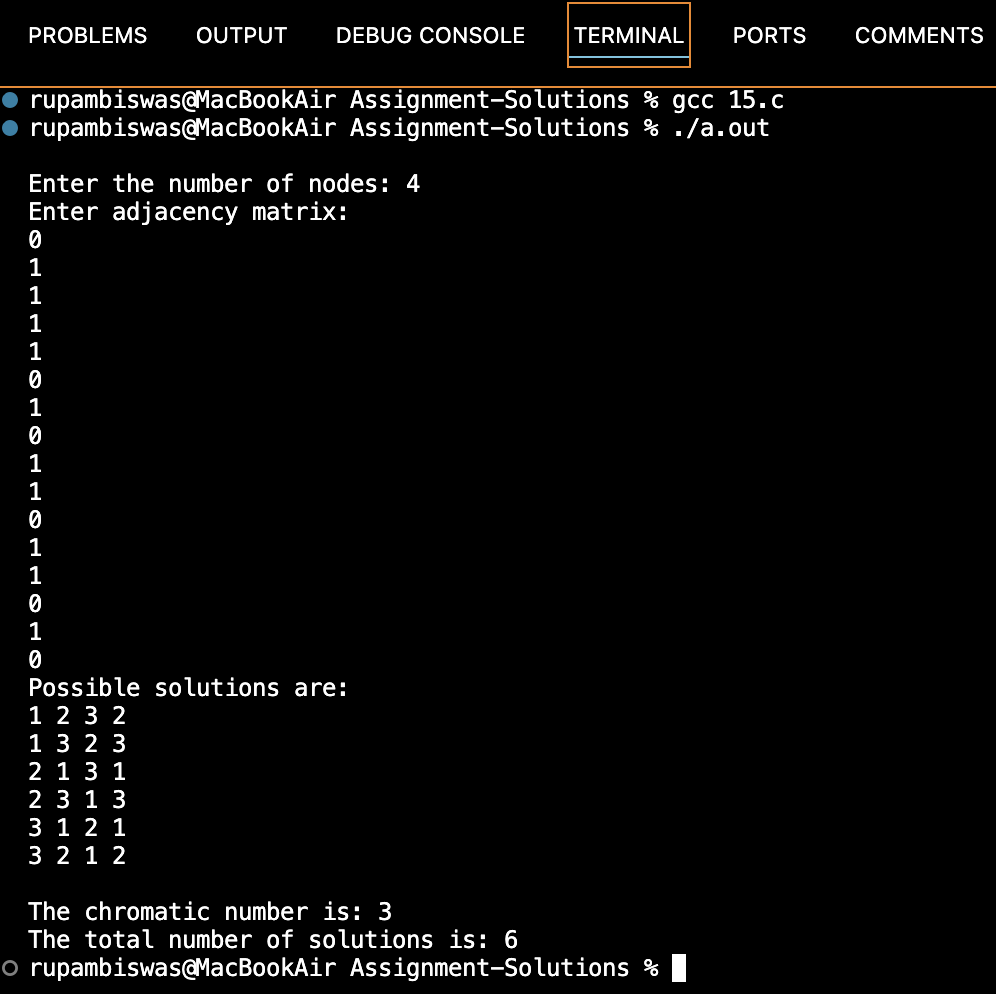 PROBLEMS OUTPUT DEBUG CONSOLE TERMINAL PORTS COMMENTS
rupambiswas@MacBookAir Assignment-Solutions % gcc 15.c
rupambiswas@MacBookAir Assignment-Solutions % ./a.out
Enter the number of nodes: 4
Enter adjacency matrix:
0
1
1
1
1
0
1
0
1
1
0
1
1
0
1
0
Possible solutions are:
1 2 3 2
1 3 2 3
2 1 3 1
2 3 1 3
3 1 2 1
3 2 1 2
The chromatic number is: 3
The total number of solutions is: 6
rupambiswas@MacBookAir Assignment-Solutions %